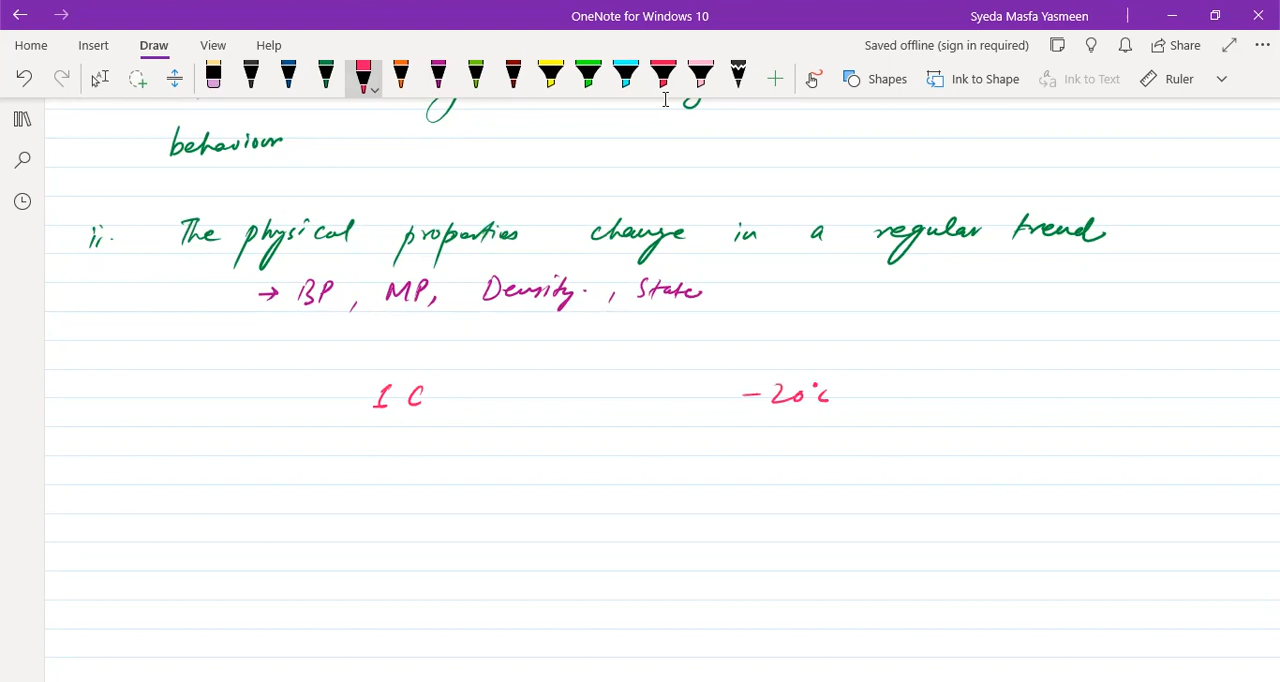 OneNote for Windows 10
Syeda Masfa Yasmeen
Home Insert Draw View Help
Saved offline (sign in required)
Share
Shapes
Ink to Shape
Ink to Text
Ruler
behaviour
ii. The physical properties change in a regular trend
→ BP, MP, Density., State
1 C -20°C